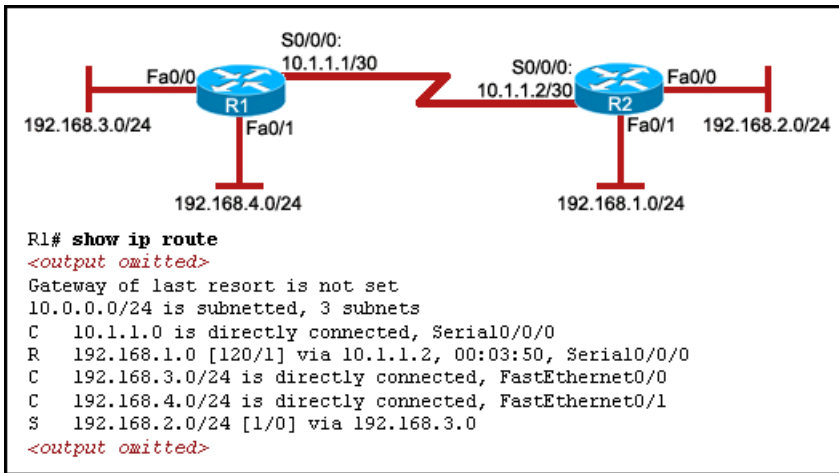 S0/0/0:
10.1.1.1/30
S0/0/0:
10.1.1.2/30
Fa0/0
R1
Fa0/1
Fa0/0
R2
Fa0/1
192.168.3.0/24
192.168.2.0/24
192.168.4.0/24
192.168.1.0/24
R1# show ip route
<output omitted>
Gateway of last resort is not set
10.0.0.0/24 is subnetted, 3 subnets
C 10.1.1.0 is directly connected, Serial0/0/0
R 192.168.1.0 [120/1] via 10.1.1.2, 00:03:50, Serial0/0/0
C 192.168.3.0/24 is directly connected, FastEthernet0/0
C 192.168.4.0/24 is directly connected, FastEthernet0/1
S 192.168.2.0/24 [1/0] via 192.168.3.0
<output omitted>